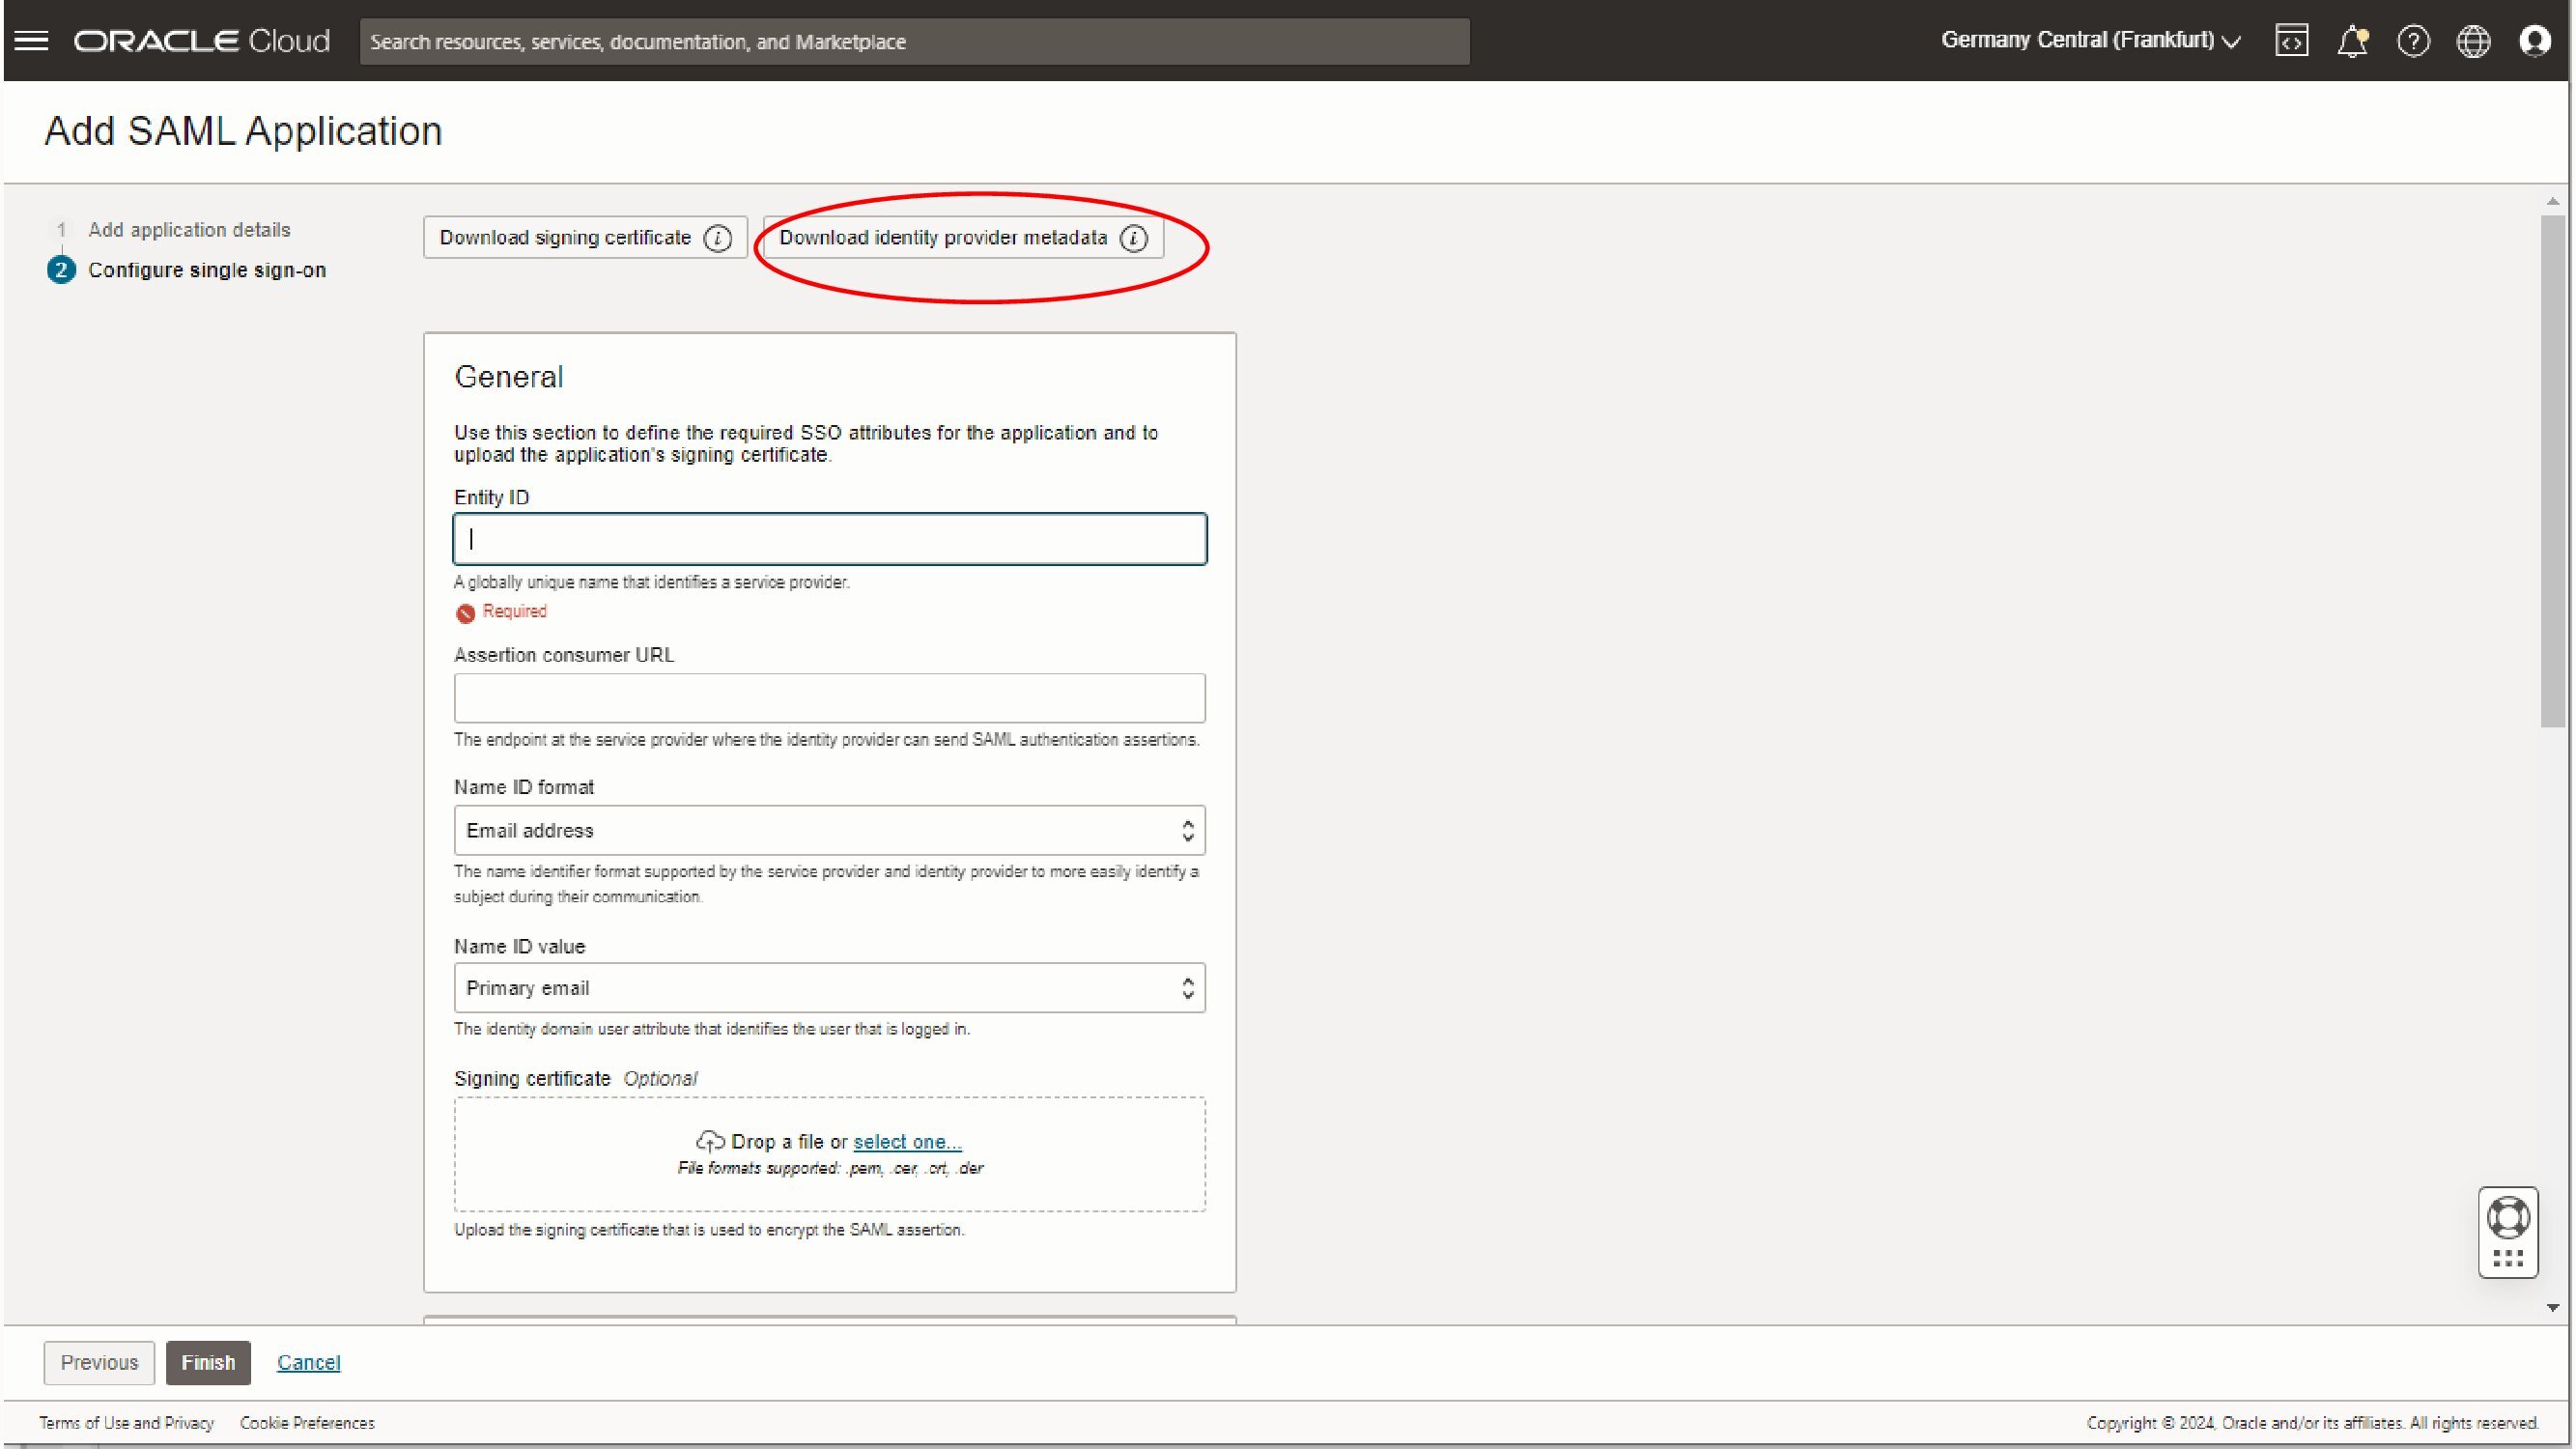 ORACLE Cloud
Search resources, services, documentation, and Marketplace
Germany Central (Frankfurt)
Add SAML Application
1 Add application details
2 Configure single sign-on
Download signing certificate i
Download identity provider metadata i
General
Use this section to define the required SSO attributes for the application and to
upload the application's signing certificate.
Entity ID
A globally unique name that identifies a service provider.
Required
Assertion consumer URL
The endpoint at the service provider where the identity provider can send SAML authentication assertions.
Name ID format
Email address
The name identifier format supported by the service provider and identity provider to more easily identify a
subject during their communication.
Name ID value
Primary email
The identity domain user attribute that identifies the user that is logged in.
Signing certificate Optional
Drop a file or select one...
File formats supported: .pem, .cer, .crt, .der
Upload the signing certificate that is used to encrypt the SAML assertion.
Previous
Finish
Cancel
Terms of Use and Privacy
Cookie Preferences
Copyright © 2024, Oracle and/or its affiliates. All rights reserved.